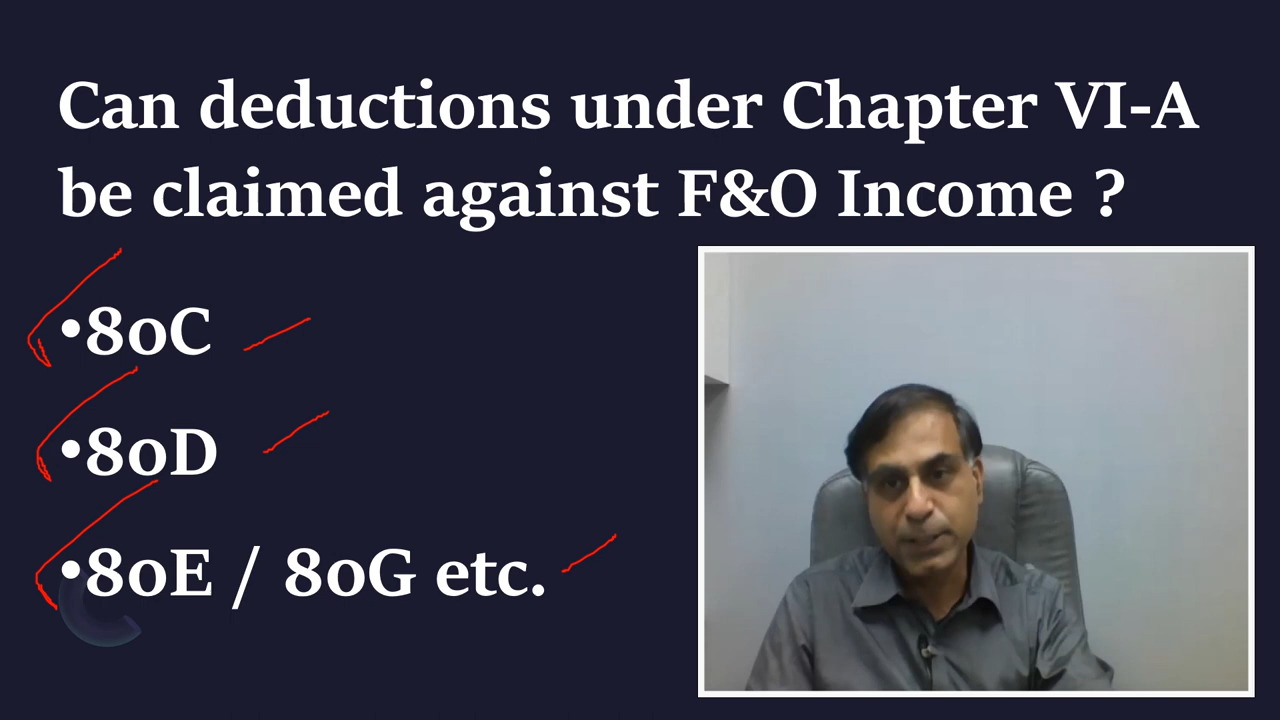 Can deductions under Chapter VI-A
be claimed against F&O Income ?
•80C
•80D
•80E / 80G etc.